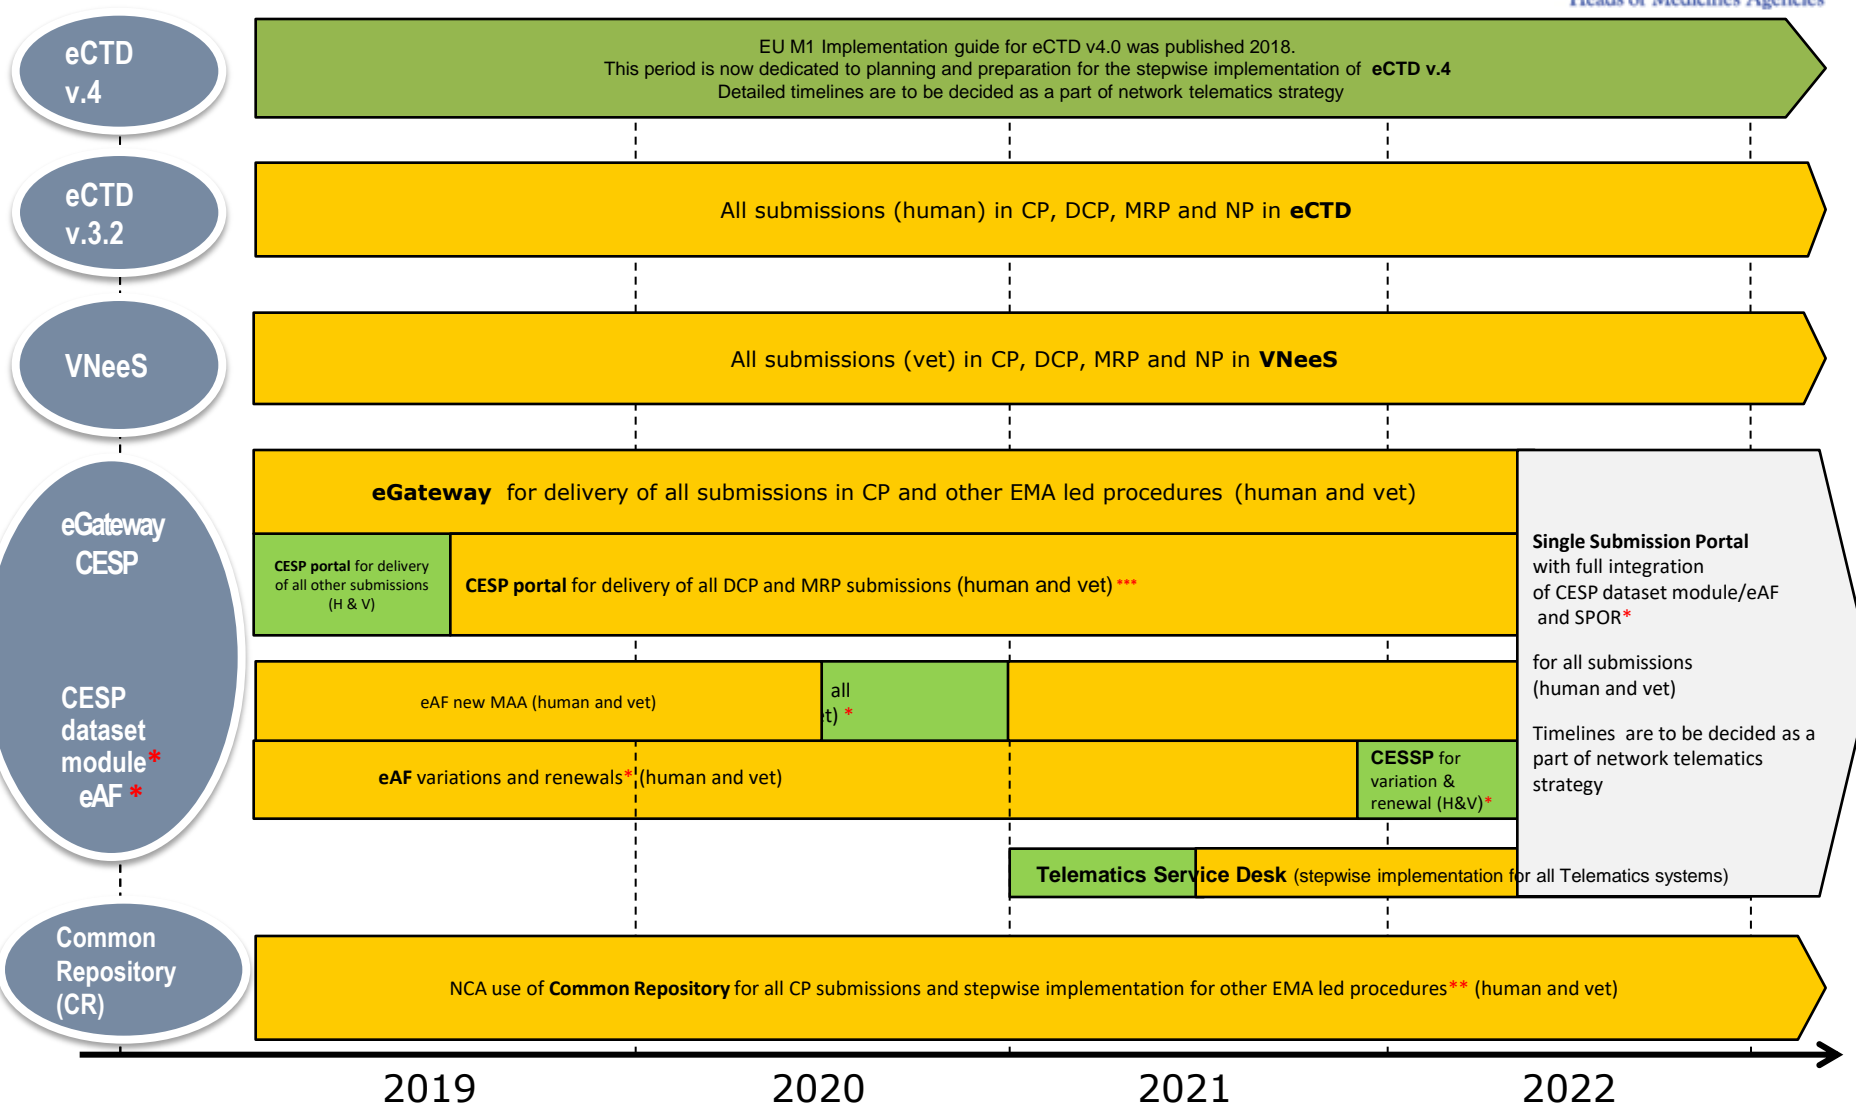 Heads of Medicines Agencies
eCTD
v.4
EU M1 Implementation guide for eCTD v4.0 was published 2018.
This period is now dedicated to planning and preparation for the stepwise implementation of eCTD v.4
Detailed timelines are to be decided as a part of network telematics strategy
eCTD
v.3.2
All submissions (human) in CP, DCP, MRP and NP in eCTD
VNeeS
All submissions (vet) in CP, DCP, MRP and NP in VNeeS
eGateway
CESP
CESP
dataset
module*
eAF *
eGateway for delivery of all submissions in CP and other EMA led procedures (human and vet)
CESP portal for delivery
of all other submissions
(H & V)
CESP portal for delivery of all DCP and MRP submissions (human and vet) ***
eAF new MAA (human and vet)
all
t) *
eAF variations and renewals* (human and vet)
CESSP for
variation &
renewal (H&V)*
Single Submission Portal
with full integration
of CESP dataset module/eAF
and SPOR*
for all submissions
(human and vet)
Timelines are to be decided as a
part of network telematics
strategy
Telematics Service Desk (stepwise implementation for all Telematics systems)
Common
Repository
(CR)
NCA use of Common Repository for all CP submissions and stepwise implementation for other EMA led procedures** (human and vet)
2019
2020
2021
2022